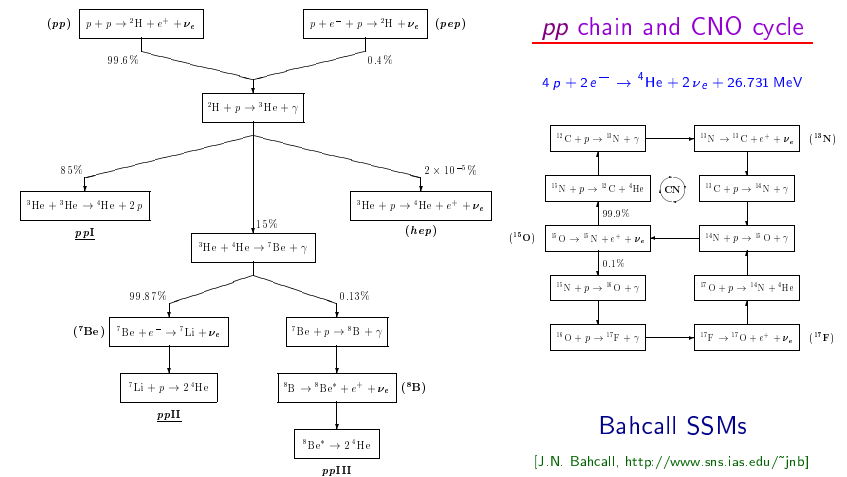 (pp) p + p → ²H + e⁺ + νₑ
p + e⁻ + p → ²H + νₑ (pep)
99.6%
0.4%
²H + p → ³He + γ
85%
2 × 10⁻⁵%
³He + ³He → ⁴He + 2 p
³He + p → ⁴He + e⁺ + νₑ
ppI
(hep)
15%
³He + ⁴He → ⁷Be + γ
99.87%
0.13%
(⁷Be) ⁷Be + e⁻ → ⁷Li + νₑ
⁷Be + p → ⁸B + γ
⁷Li + p → 2 ⁴He
⁸B → ⁸Be* + e⁺ + νₑ (⁸B)
ppII
⁸Be* → 2 ⁴He
ppIII
pp chain and CNO cycle
4 p + 2 e⁻ → ⁴He + 2 νₑ + 26.731 MeV
¹²C + p → ¹³N + γ
¹³N → ¹³C + e⁺ + νₑ (¹³N)
¹⁵N + p → ¹²C + ⁴He
CN
¹³C + p → ¹⁴N + γ
99.9%
(¹⁵O) ¹⁵O → ¹⁵N + e⁺ + νₑ
¹⁴N + p → ¹⁵O + γ
0.1%
¹⁵N + p → ¹⁶O + γ
¹⁷O + p → ¹⁴N + ⁴He
¹⁶O + p → ¹⁷F + γ
¹⁷F → ¹⁷O + e⁺ + νₑ (¹⁷F)
Bahcall SSMs
[J.N. Bahcall, http://www.sns.ias.edu/~jnb]